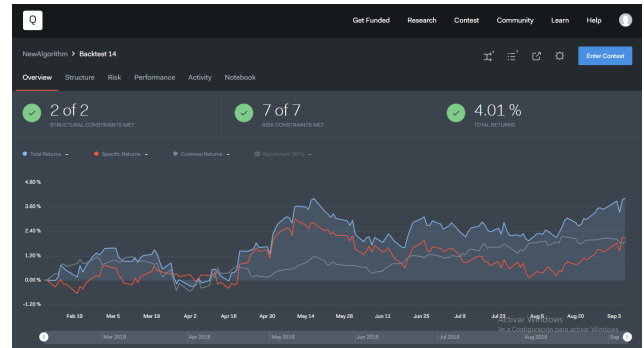 Q Get Funded Research Contest Community Learn Help
NewAlgorithm > Backtest 14 Enter Contest
Overview Structure Risk Performance Activity Notebook
2 of 2 7 of 7 4.01 %
STRUCTURAL CONSTRAINTS MET RISK CONSTRAINTS MET TOTAL RETURNS
Total Returns - Specific Returns - Common Returns - Benchmark (SPY) -
4.80 %
3.60 %
2.40 %
1.20 %
0.00 %
-1.20 %
Feb 19 Mar 5 Mar 19 Apr 2 Apr 16 Apr 30 May 14 May 28 Jun 11 Jun 25 Jul 9 Jul 23 Aug 6 Aug 20 Sep 3
Activar Windows
Ve a Configuración para activar Windows.
Mar 2018 Apr 2018 May 2018 Jun 2018 Jul 2018 Aug 2018 Sep